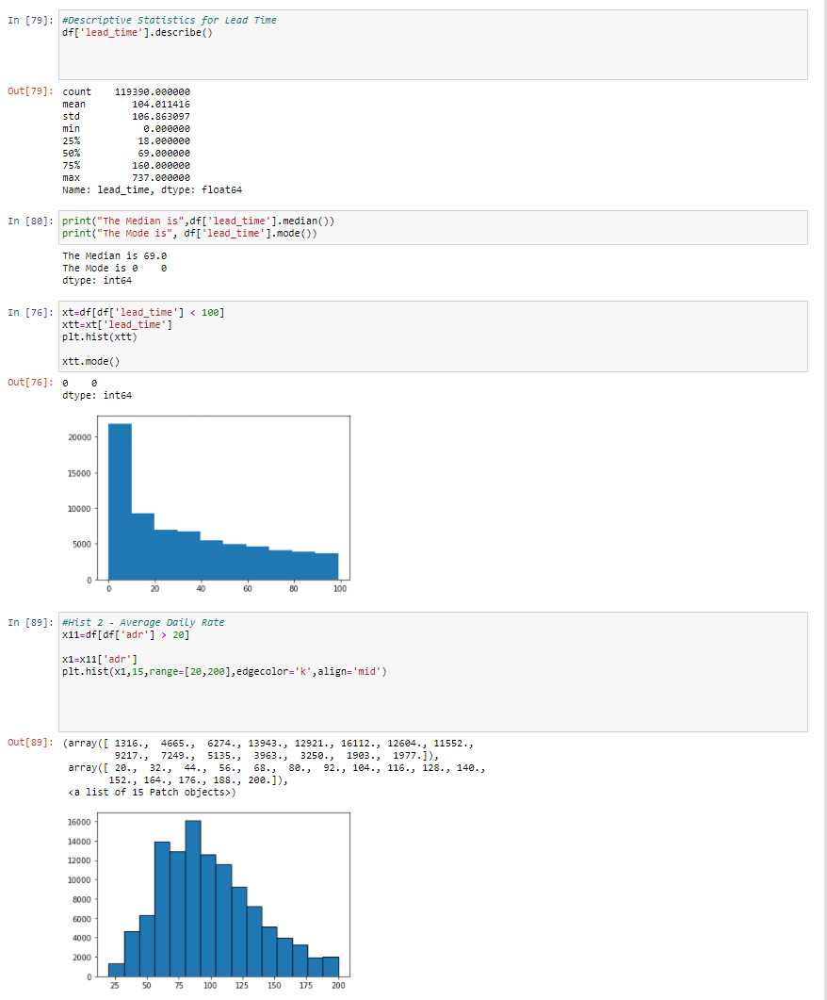 In [79]: #Descriptive Statistics for Lead Time
df['lead_time'].describe()
Out[79]: count    119390.000000
mean        104.011416
std         106.863097
min           0.000000
25%          18.000000
50%          69.000000
75%         160.000000
max         737.000000
Name: lead_time, dtype: float64
In [80]: print("The Median is",df['lead_time'].median())
print("The Mode is", df['lead_time'].mode())
The Median is 69.0
The Mode is 0    0
dtype: int64
In [76]: xt=df[df['lead_time'] < 100]
xtt=xt['lead_time']
plt.hist(xtt)
xtt.mode()
Out[76]: 0    0
dtype: int64
20000
15000
10000
5000
0
0 20 40 60 80 100
In [89]: #Hist 2 - Average Daily Rate
x11=df[df['adr'] > 20]
x1=x11['adr']
plt.hist(x1,15,range=[20,200],edgecolor='k',align='mid')
Out[89]: (array([ 1316.,  4665.,  6274., 13943., 12921., 16112., 12604., 11552.,
9217.,  7249.,  5135.,  3963.,  3250.,  1903.,  1977.]),
array([ 20.,  32.,  44.,  56.,  68.,  80.,  92., 104., 116., 128., 140.,
152., 164., 176., 188., 200.]),
<a list of 15 Patch objects>)
16000
14000
12000
10000
8000
6000
4000
2000
0
25 50 75 100 125 150 175 200